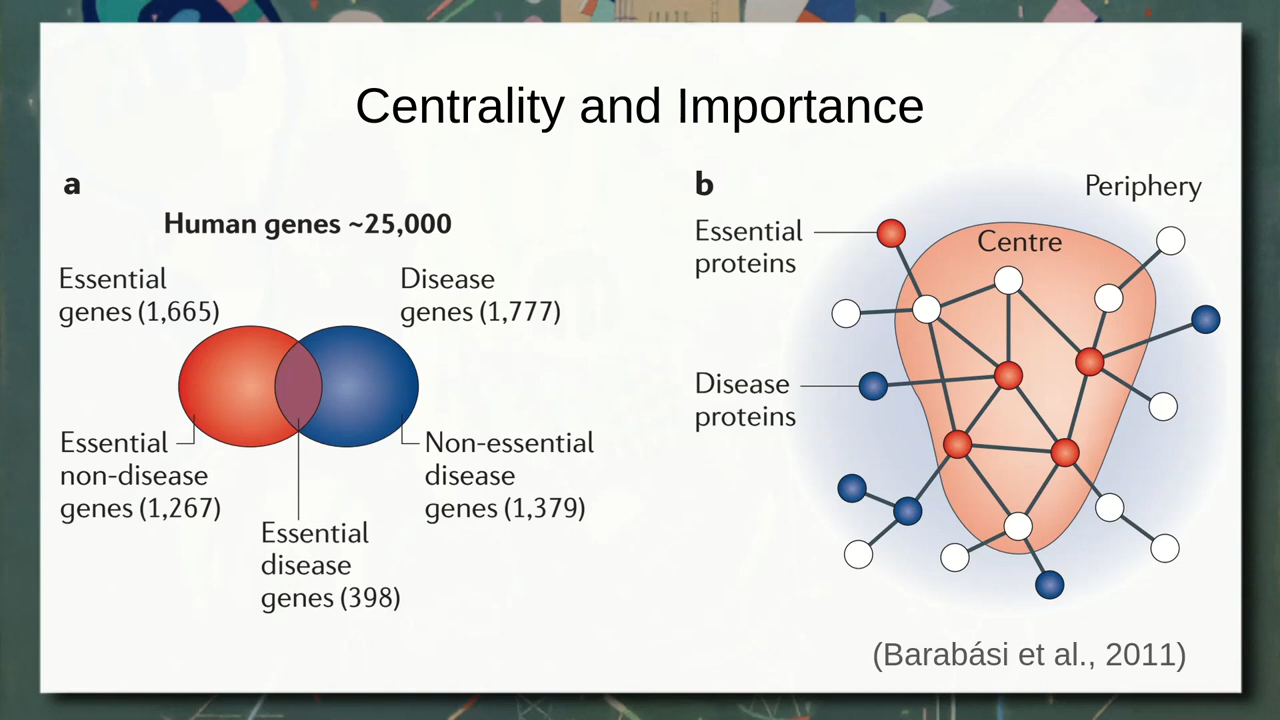 Centrality and Importance
a
Human genes ~25,000
Essential
genes (1,665)
Disease
genes (1,777)
Essential
non-disease
genes (1,267)
Essential
disease
genes (398)
Non-essential
disease
genes (1,379)
b
Periphery
Essential
proteins
Centre
Disease
proteins
(Barabási et al., 2011)